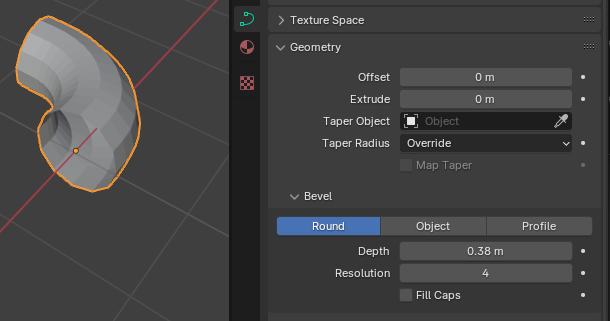 Texture Space
Geometry
Offset 0 m
Extrude 0 m
Taper Object Object
Taper Radius Override
Map Taper
Bevel
Round Object Profile
Depth 0.38 m
Resolution 4
Fill Caps